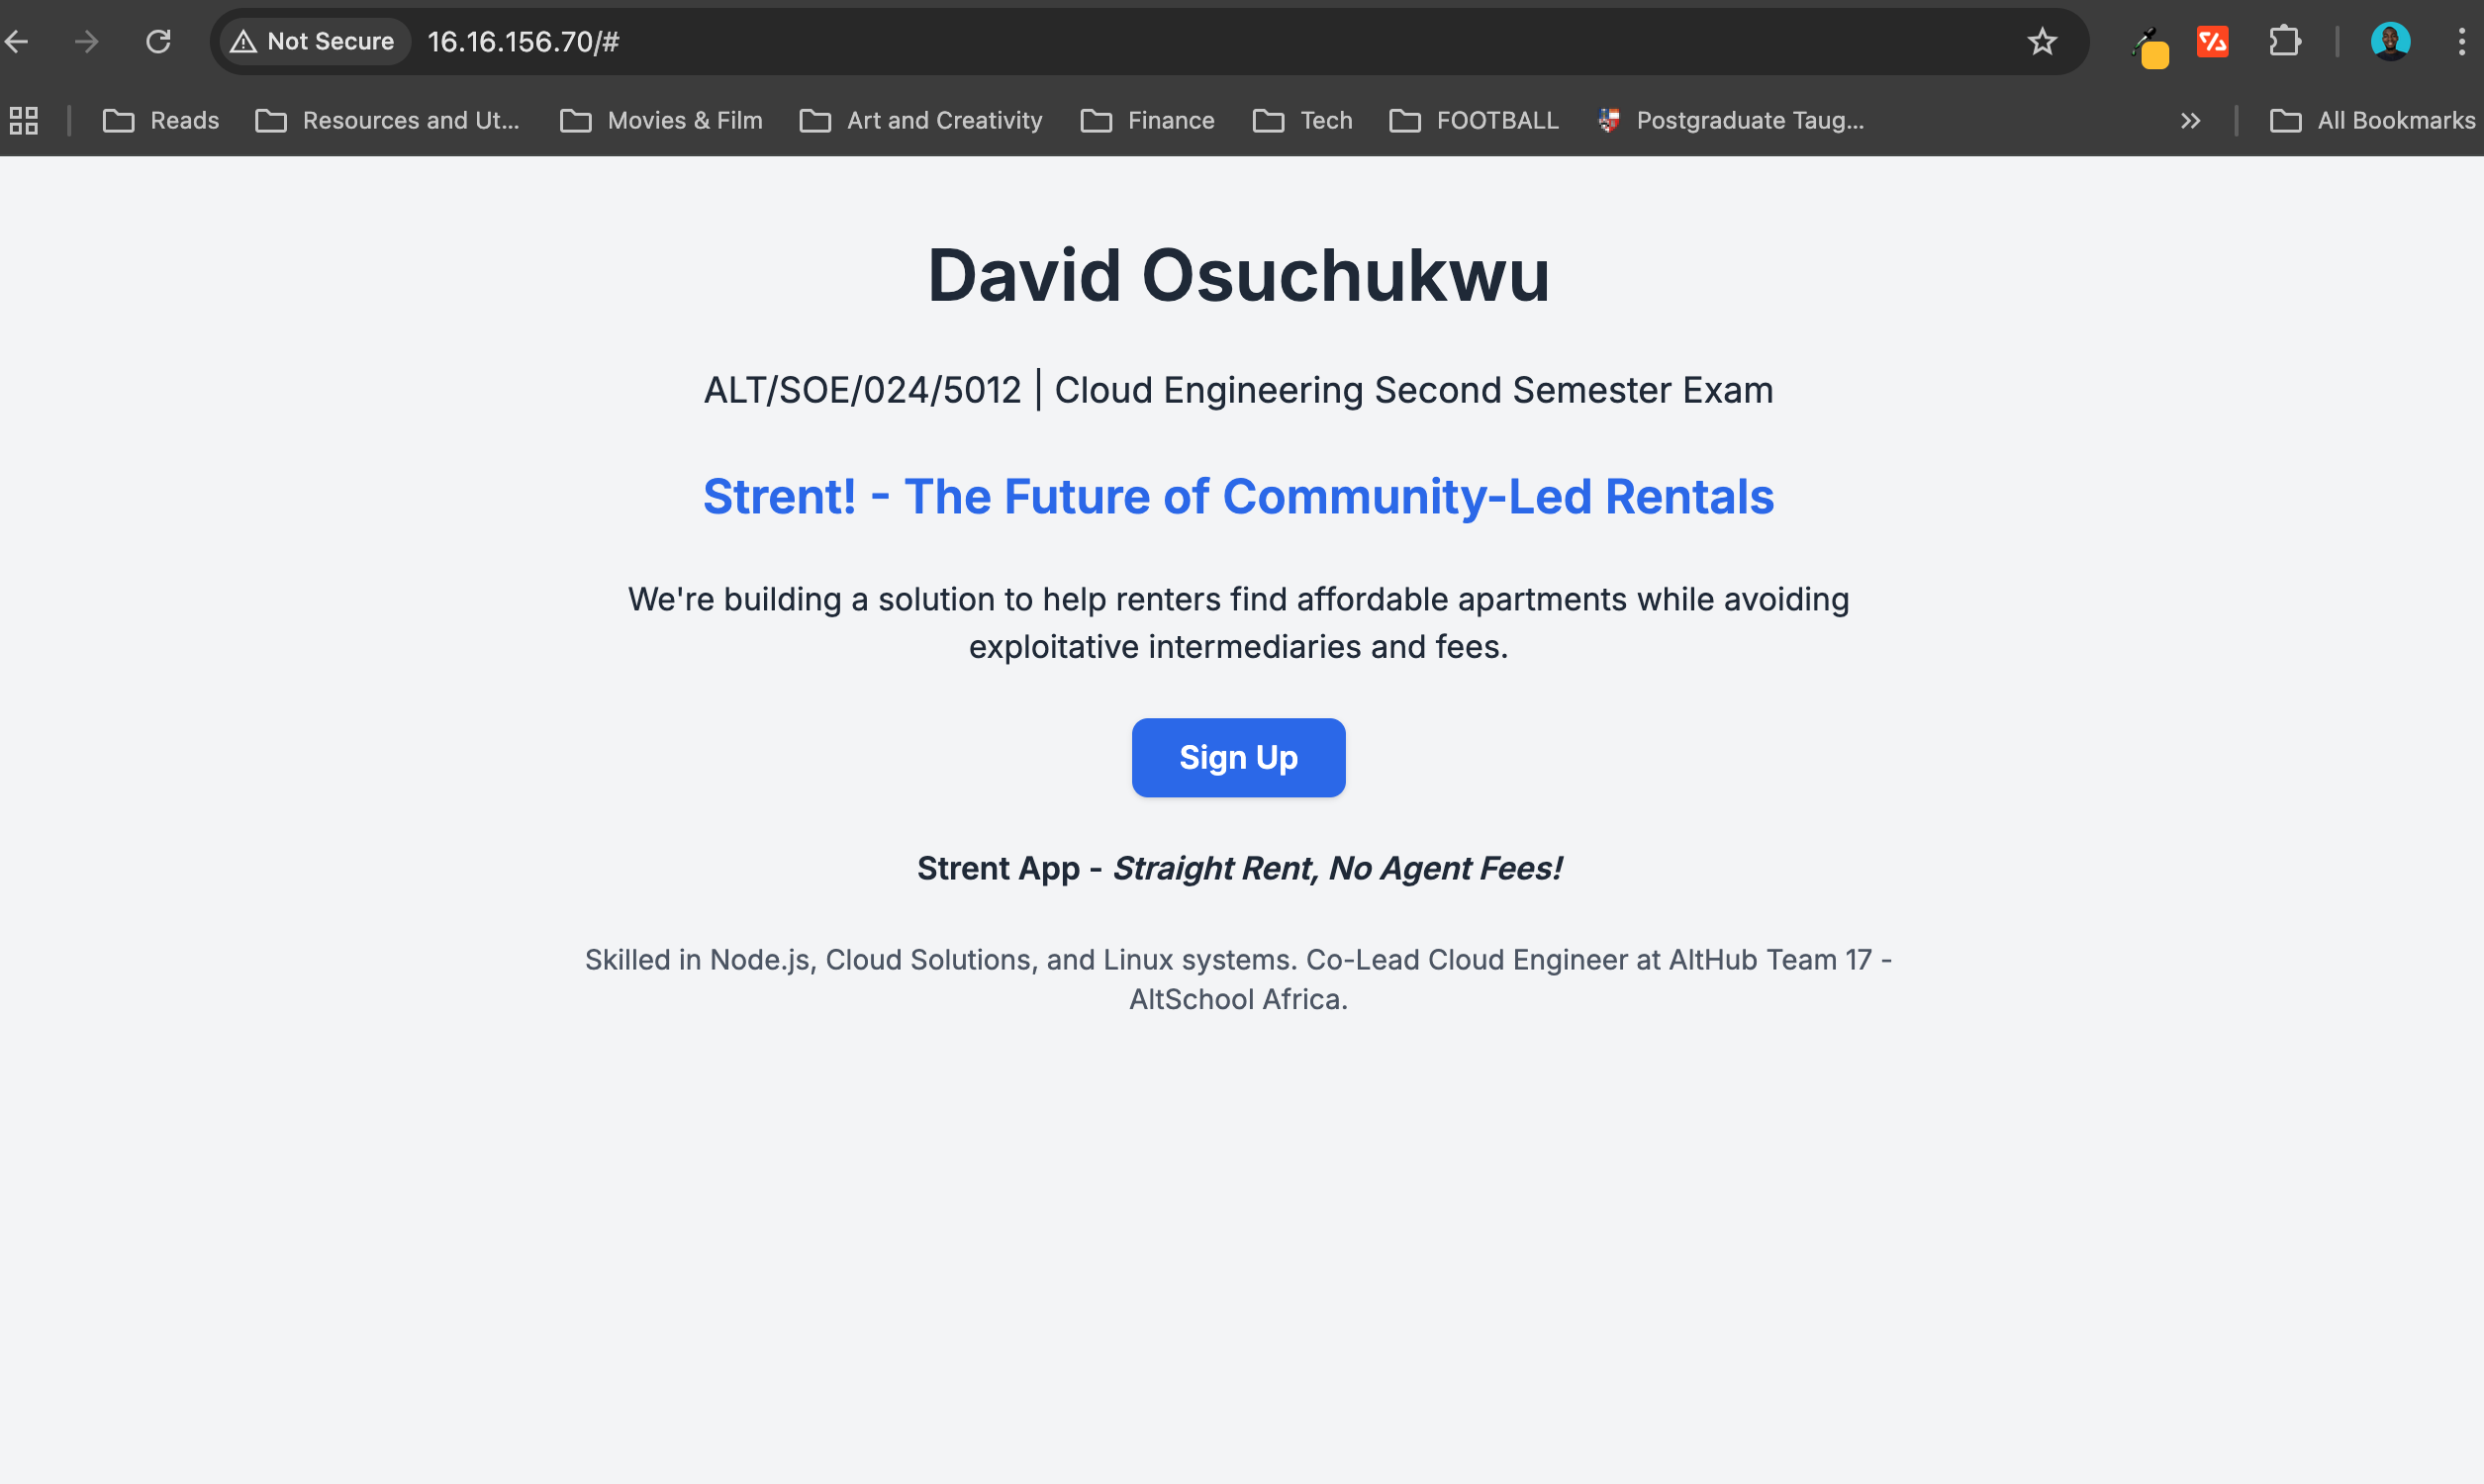 Not Secure 16.16.156.70/#
Reads Resources and Ut... Movies & Film Art and Creativity Finance Tech FOOTBALL Postgraduate Taug... All Bookmarks
David Osuchukwu
ALT/SOE/024/5012 | Cloud Engineering Second Semester Exam
Strent! - The Future of Community-Led Rentals
We're building a solution to help renters find affordable apartments while avoiding
exploitative intermediaries and fees.
Sign Up
Strent App - Straight Rent, No Agent Fees!
Skilled in Node.js, Cloud Solutions, and Linux systems. Co-Lead Cloud Engineer at AltHub Team 17 -
AltSchool Africa.